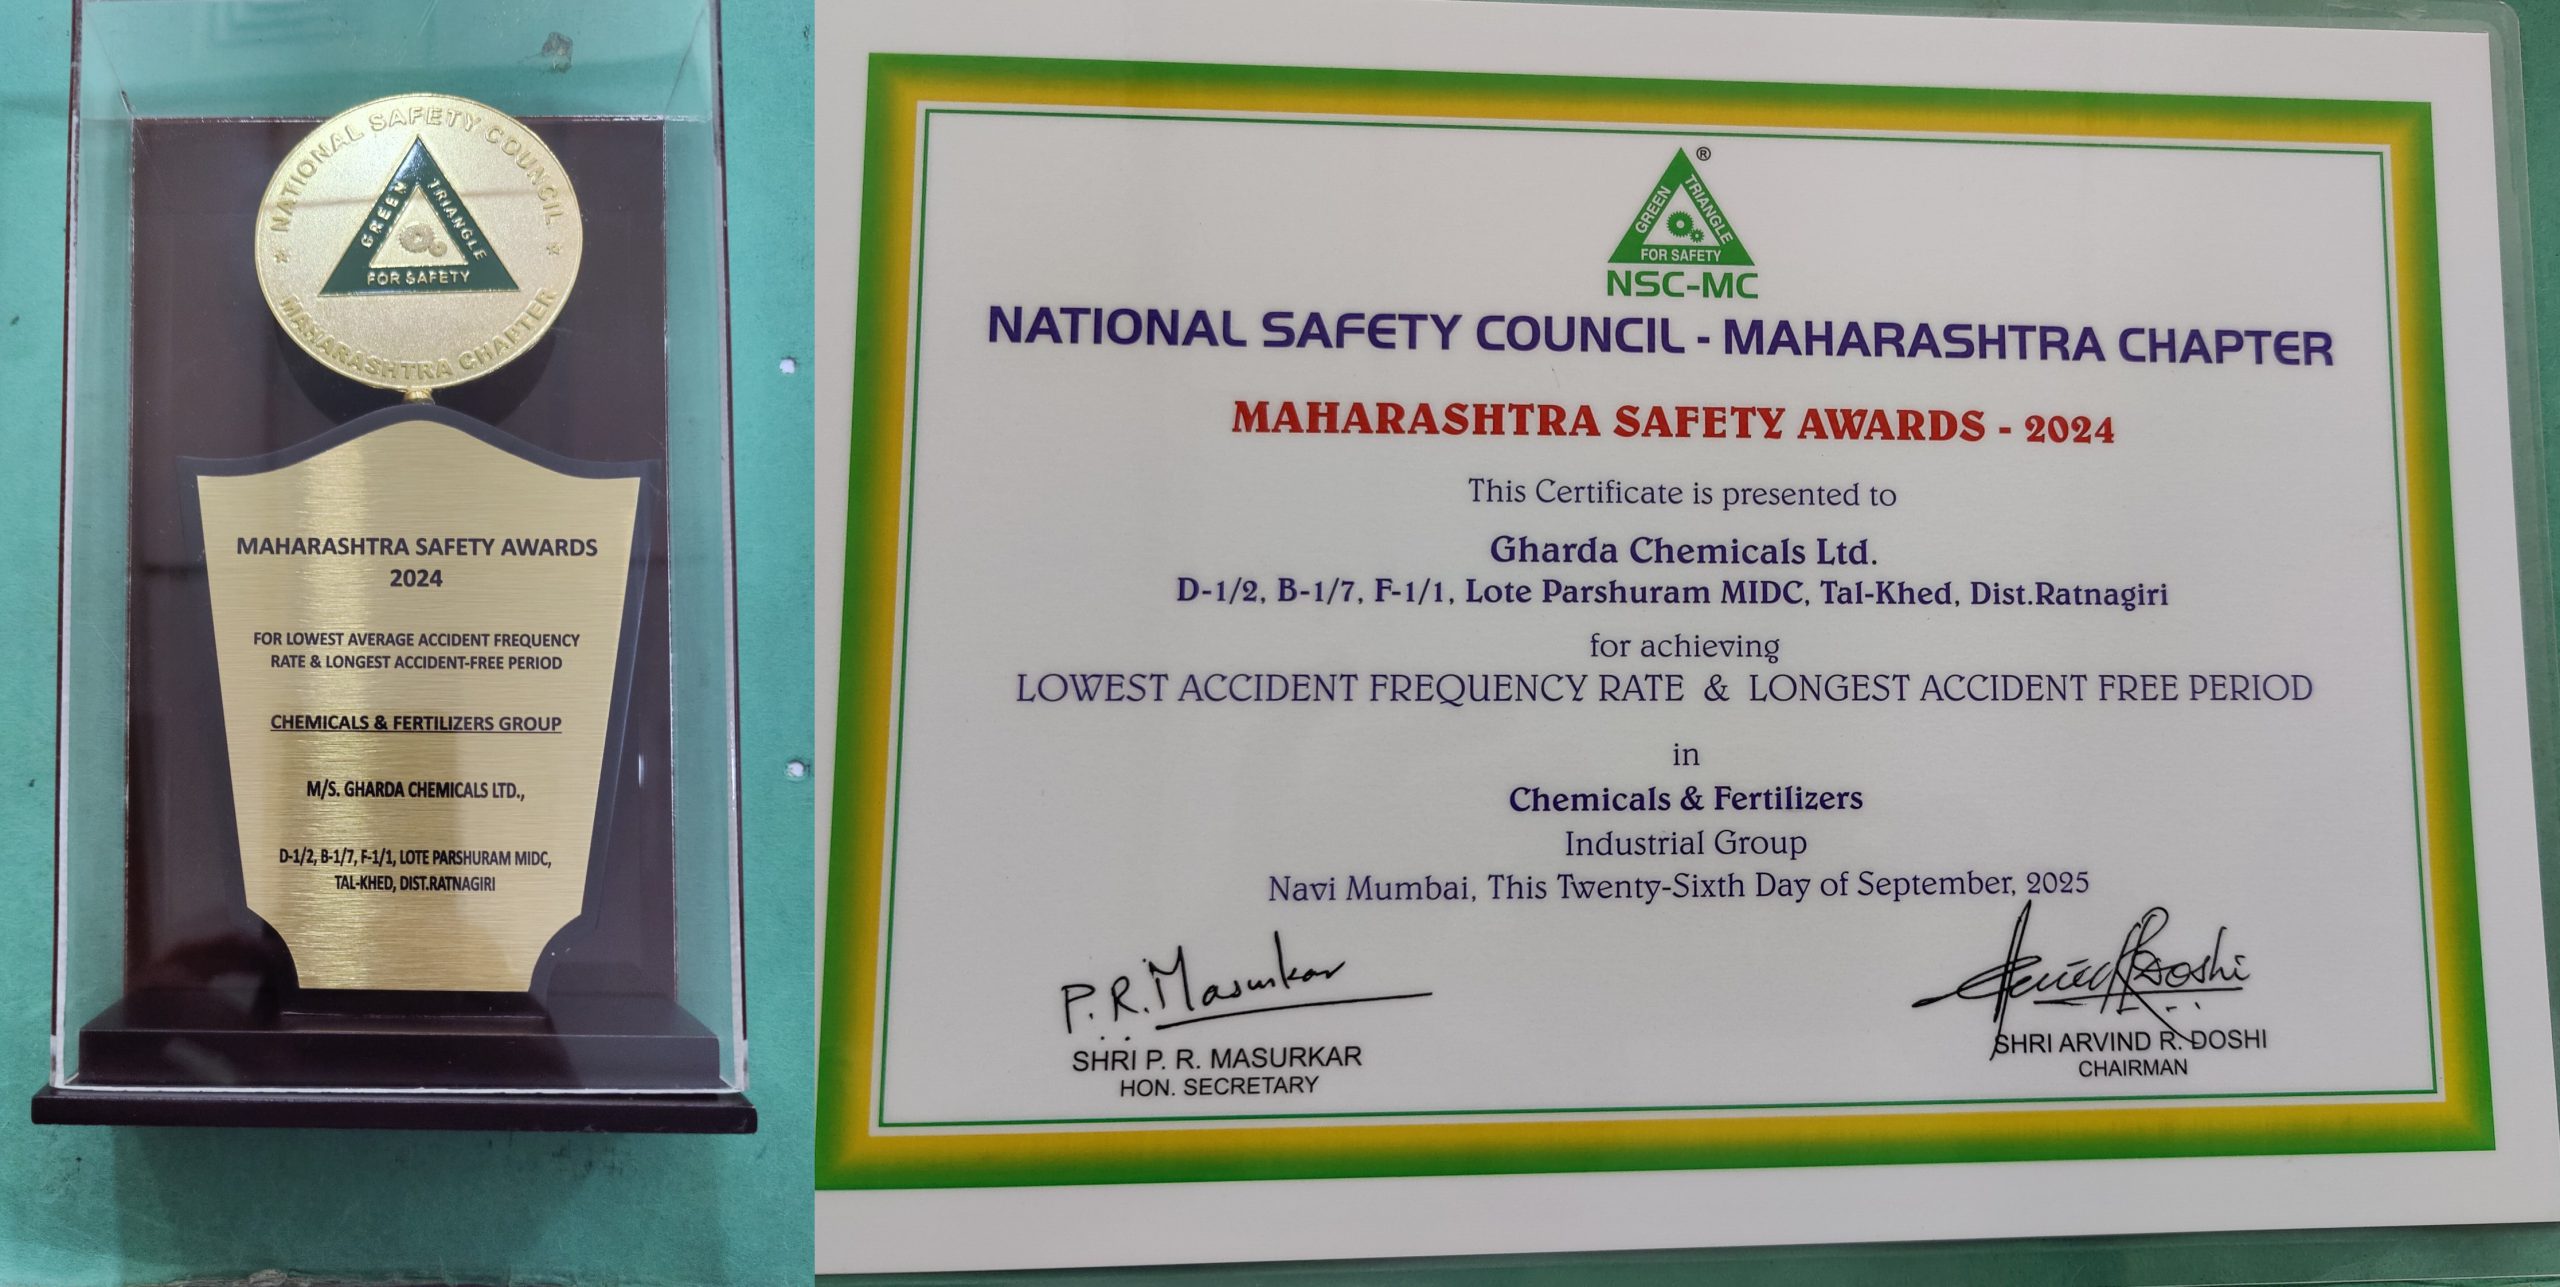 NATIONAL SAFETY COUNCIL
GREEN TRIANGLE
FOR SAFETY
MAHARASHTRA CHAPTER
MAHARASHTRA SAFETY AWARDS
2024
FOR LOWEST AVERAGE ACCIDENT FREQUENCY
RATE & LONGEST ACCIDENT-FREE PERIOD
CHEMICALS & FERTILIZERS GROUP
M/S. GHARDA CHEMICALS LTD.,
D-1/2, B-1/7, F-1/1, LOTE PARSHURAM MIDC,
TAL-KHED, DIST.RATNAGIRI
®
GREEN TRIANGLE
FOR SAFETY
NSC-MC
NATIONAL SAFETY COUNCIL - MAHARASHTRA CHAPTER
MAHARASHTRA SAFETY AWARDS - 2024
This Certificate is presented to
Gharda Chemicals Ltd.
D-1/2, B-1/7, F-1/1, Lote Parshuram MIDC, Tal-Khed, Dist.Ratnagiri
for achieving
LOWEST ACCIDENT FREQUENCY RATE & LONGEST ACCIDENT FREE PERIOD
in
Chemicals & Fertilizers
Industrial Group
Navi Mumbai, This Twenty-Sixth Day of September, 2025
P. R. Masurkar
SHRI P. R. MASURKAR
HON. SECRETARY
Arvind R Doshi
SHRI ARVIND R. DOSHI
CHAIRMAN